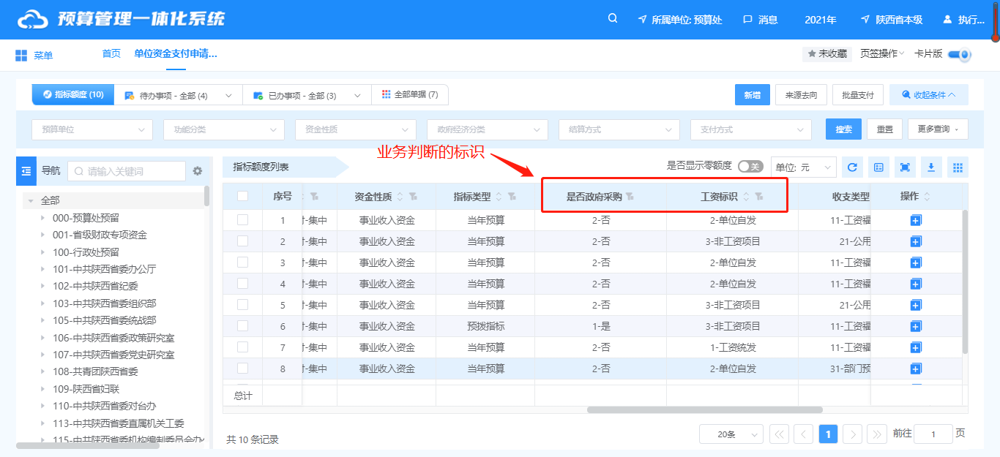 预算管理一体化系统
所属单位: 预算处
消息
2021年
陕西省本级
执行...
菜单
首页
单位资金支付申请...
未收藏
页签操作
卡片版
指标额度 (10)
待办事项 - 全部 (4)
已办事项 - 全部 (3)
全部单据 (7)
新增
来源去向
批量支付
收起条件
预算单位
功能分类
资金性质
政府经济分类
结算方式
支付方式
搜索
重置
更多查询
业务判断的标识
导航
请输入关键词
指标额度列表
是否显示零额度
关
单位: 元
全部
000-预算处预留
001-省级财政专项资金
100-行政处预留
101-中共陕西省委办公厅
102-中共陕西省纪委
103-中共陕西省委组织部
105-中共陕西省委统战部
106-中共陕西省委政策研究室
107-中共陕西省委党史研究室
108-共青团陕西省委
109-陕西省妇联
110-中共陕西省委对台办
113-中共陕西省委直属机关工委
115-中共陕西省委机构编制委员会办
序号 资金性质 指标类型 是否政府采购 工资标识 收支类型 操作
1 -集中 事业收入资金 当年预算 2-否 2-单位自发 11-工资福
2 -集中 事业收入资金 当年预算 2-否 3-非工资项目 21-公用
3 -集中 事业收入资金 当年预算 2-否 2-单位自发 11-工资福
4 -集中 事业收入资金 当年预算 2-否 2-单位自发 11-工资福
5 -集中 事业收入资金 当年预算 2-否 3-非工资项目 21-公用
6 -集中 事业收入资金 预拨指标 1-是 3-非工资项目 11-工资福
7 -集中 事业收入资金 当年预算 2-否 1-工资统发 11-工资福
8 -集中 事业收入资金 当年预算 2-否 2-单位自发 31-部门预
总计
共 10 条记录
20条
1
前往 1 页